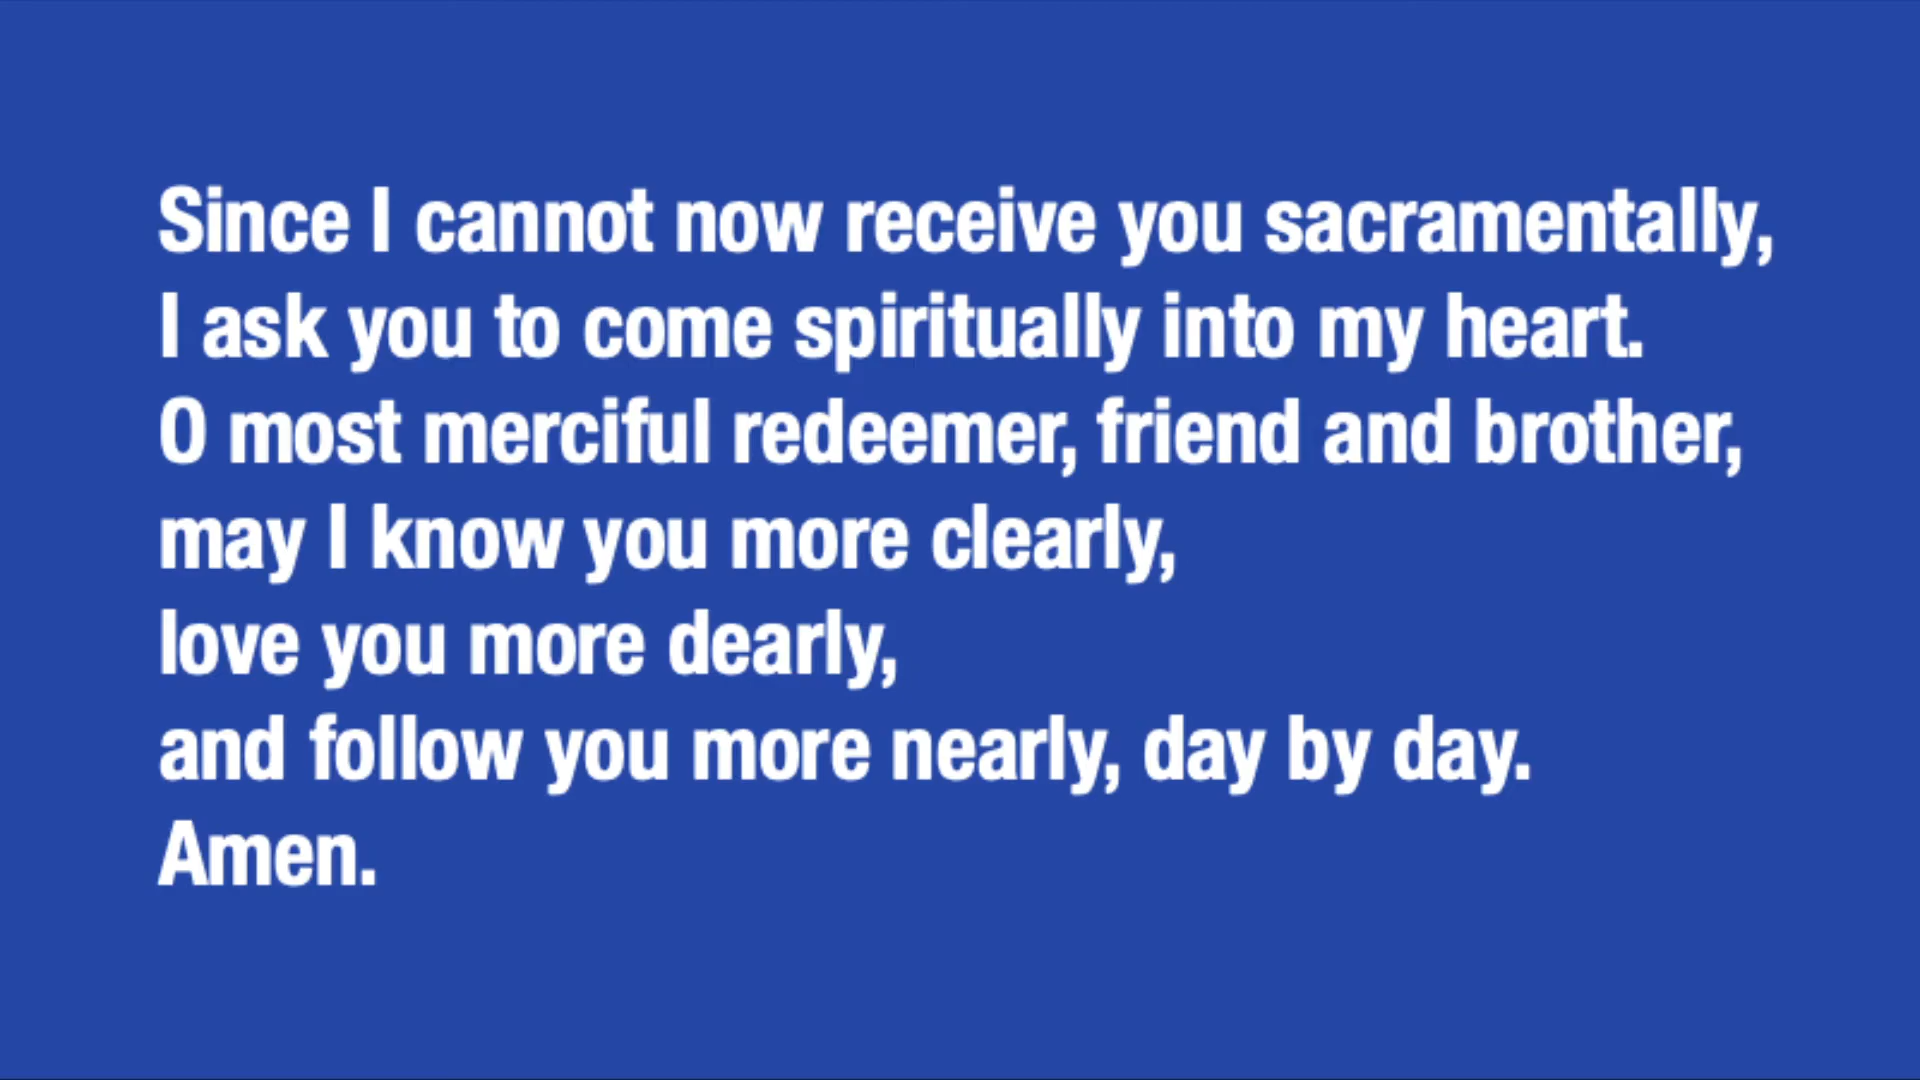 Since I cannot now receive you sacramentally,
I ask you to come spiritually into my heart.
O most merciful redeemer, friend and brother,
may I know you more clearly,
love you more dearly,
and follow you more nearly, day by day.
Amen.